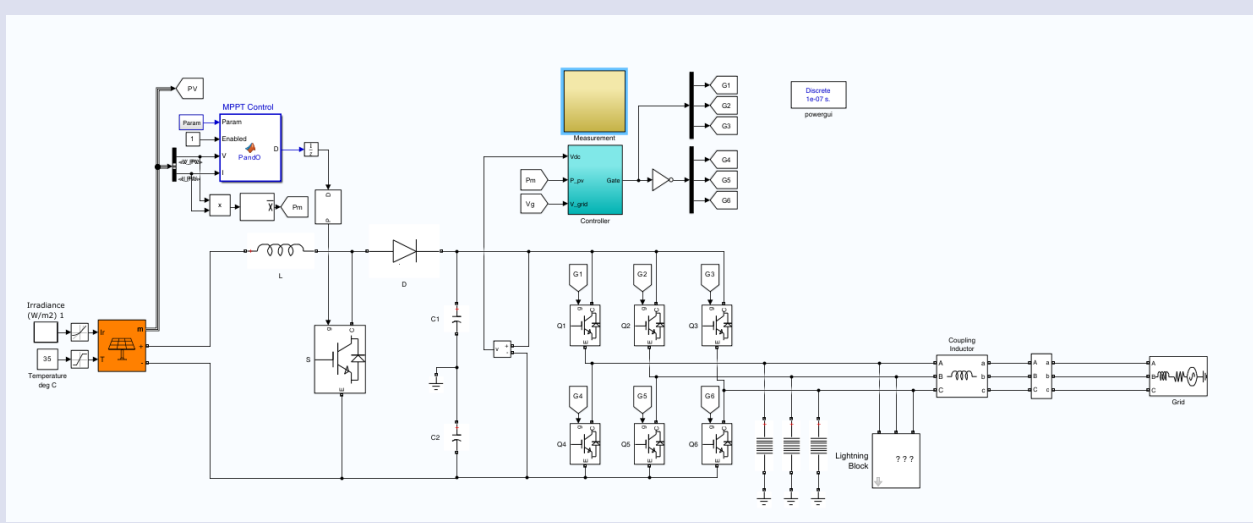 PV
MPPT Control
Param
Param
Enabled
1
V
I
D
PandO
1
z
x
Pm
D
P
Measurement
Vdc
P_pv
V_grid
Gate
Controller
Pm
Vg
G1
G2
G3
G4
G5
G6
Discrete
1e-07 s.
powergui
L
D
Irradiance
(W/m2) 1
35
Temperature
deg C
Ir
T
m
+
-
S
g
C
E
C1
C2
v
+
-
G1
G2
G3
Q1
Q2
Q3
g
C
E
g
C
E
g
C
E
G4
G5
G6
Q4
Q5
Q6
g
C
E
g
C
E
g
C
E
Lightning
Block
? ? ?
Coupling
Inductor
A
B
C
a
b
c
A
B
C
a
b
c
A
B
C
Grid